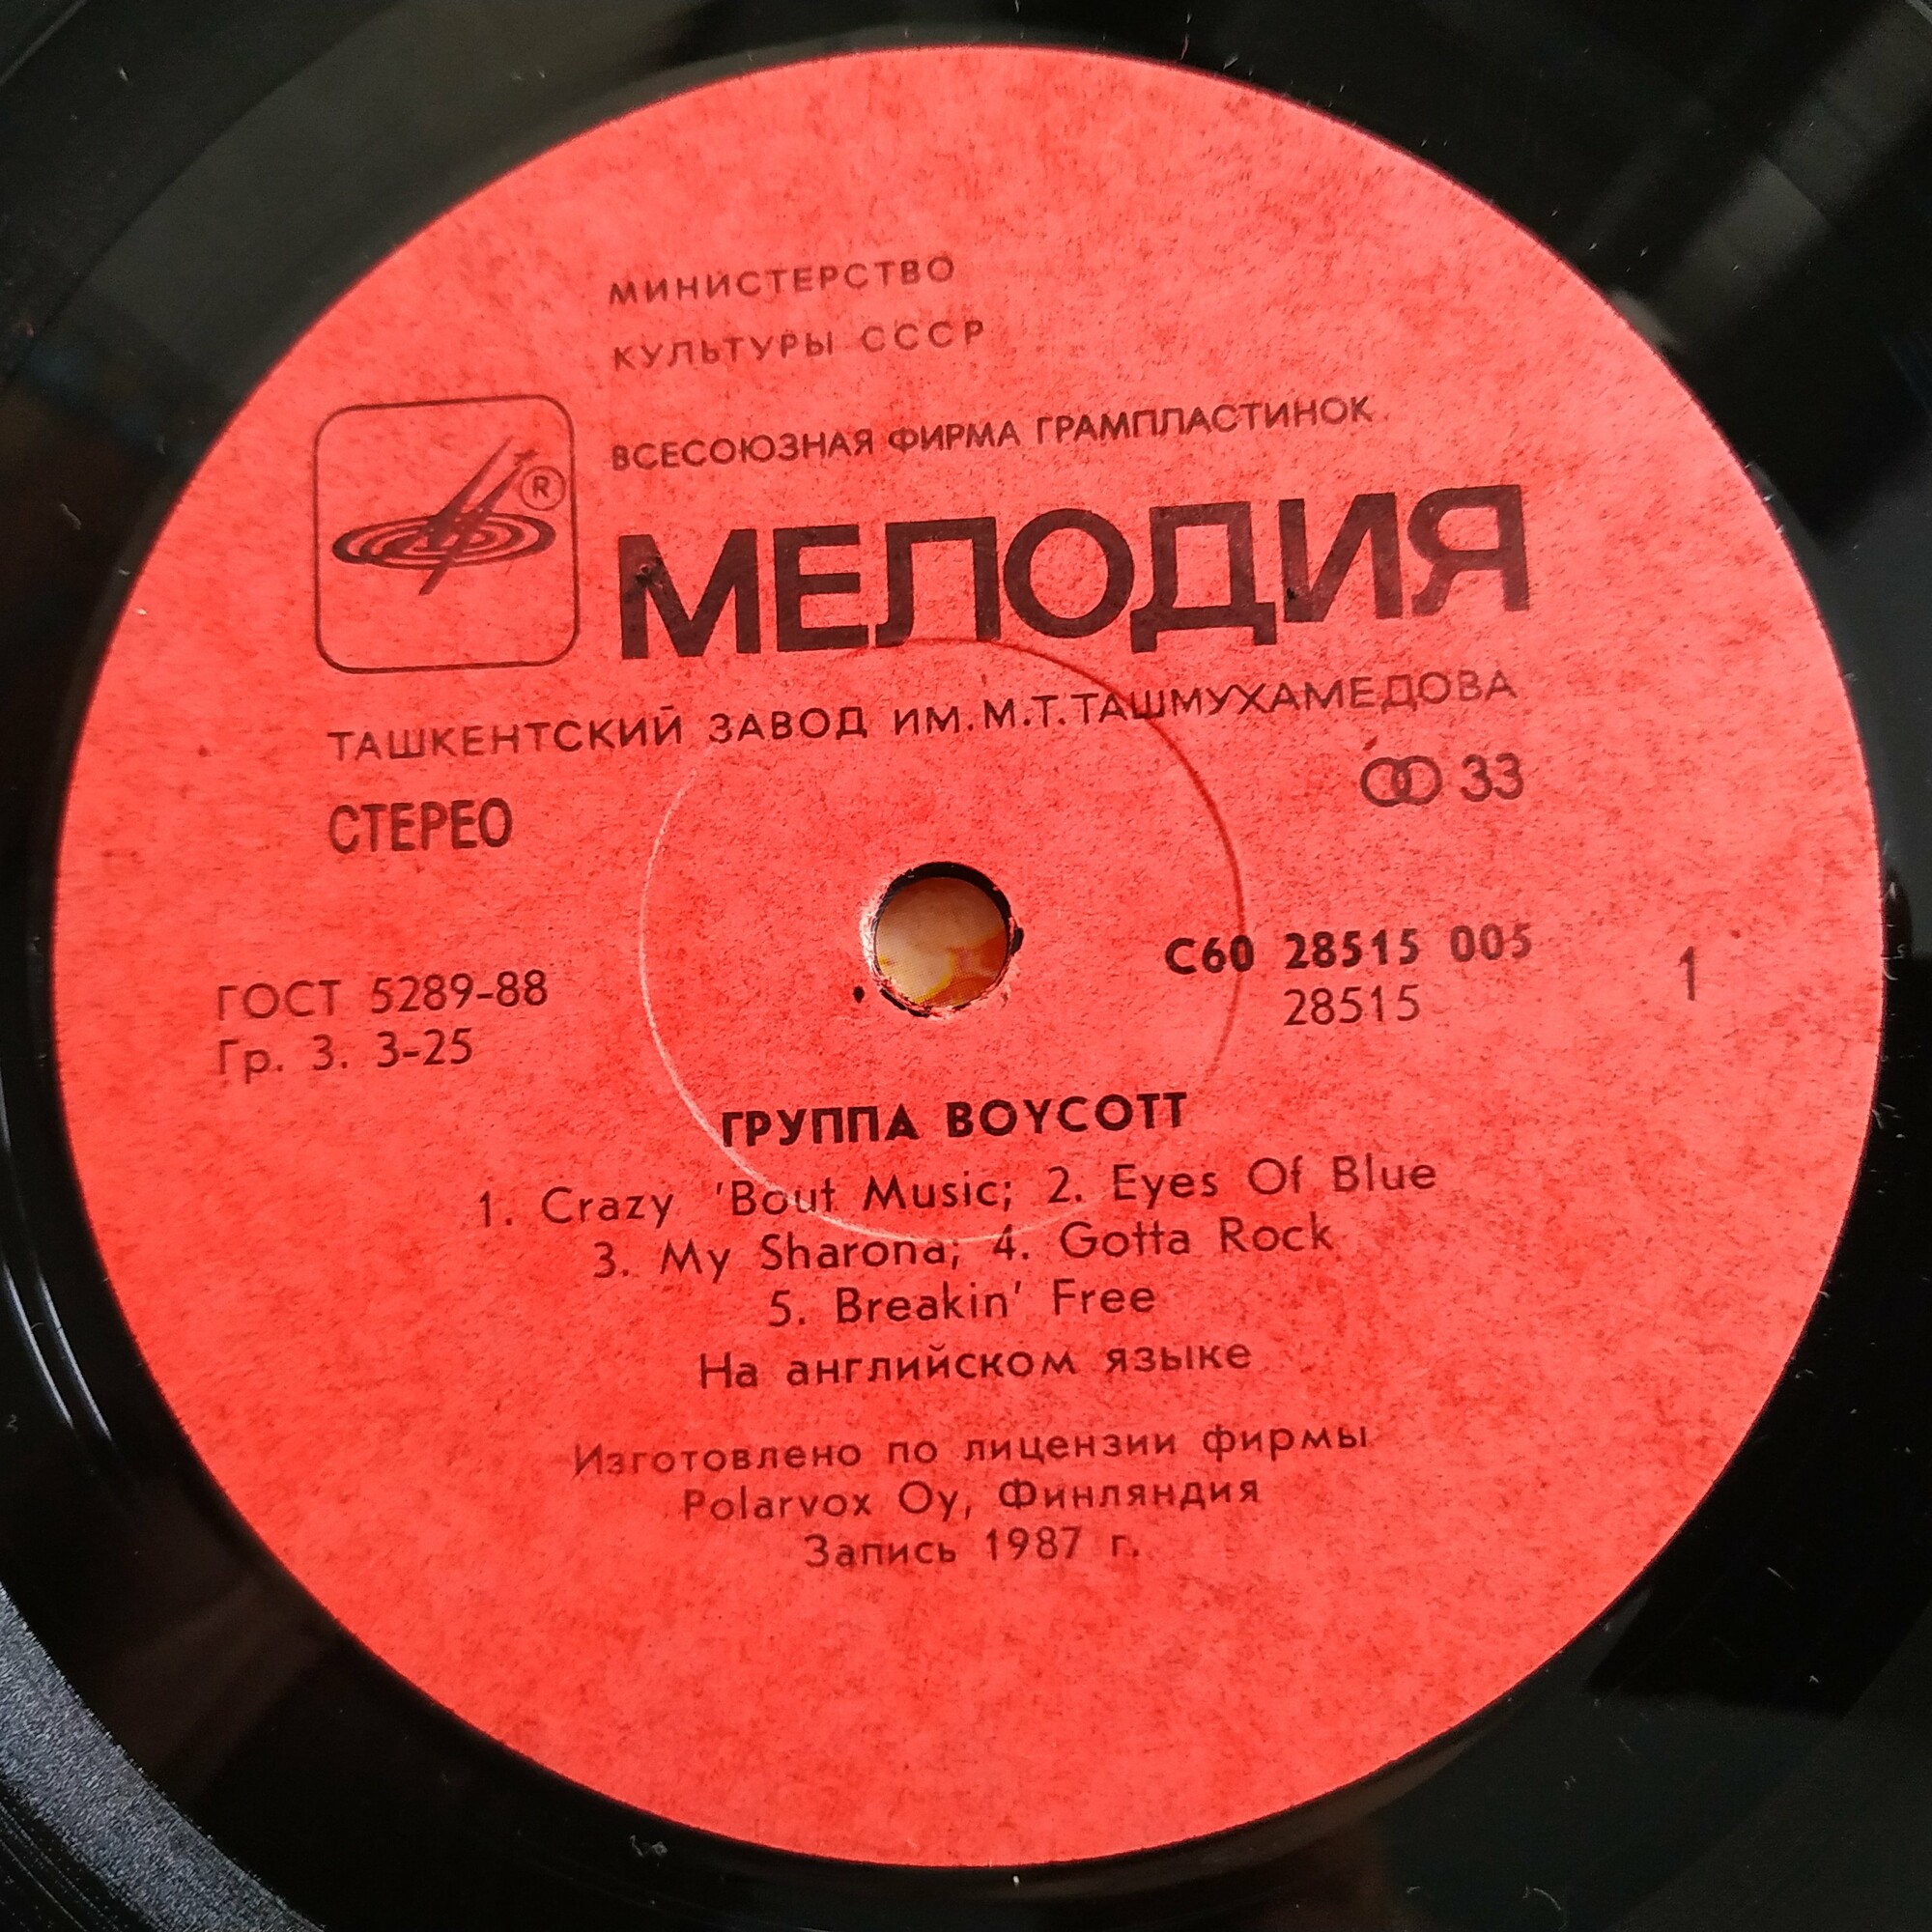 МИНИСТЕРСТВО
КУЛЬТУРЫ СССР
ВСЕСОЮЗНАЯ ФИРМА ГРАМПЛАСТИНОК
®
МЕЛОДИЯ
ТАШКЕНТСКИЙ ЗАВОД ИМ. М.Т. ТАШМУХАМЕДОВА
СТЕРЕО
33
ГОСТ 5289-88
Гр. 3. 3-25
С60 28515 005
28515
1
ГРУППА BOYCOTT
1. Crazy 'Bout Music; 2. Eyes Of Blue
3. My Sharona; 4. Gotta Rock
5. Breakin' Free
На английском языке
Изготовлено по лицензии фирмы
Polarvox Oy, Финляндия
Запись 1987 г.